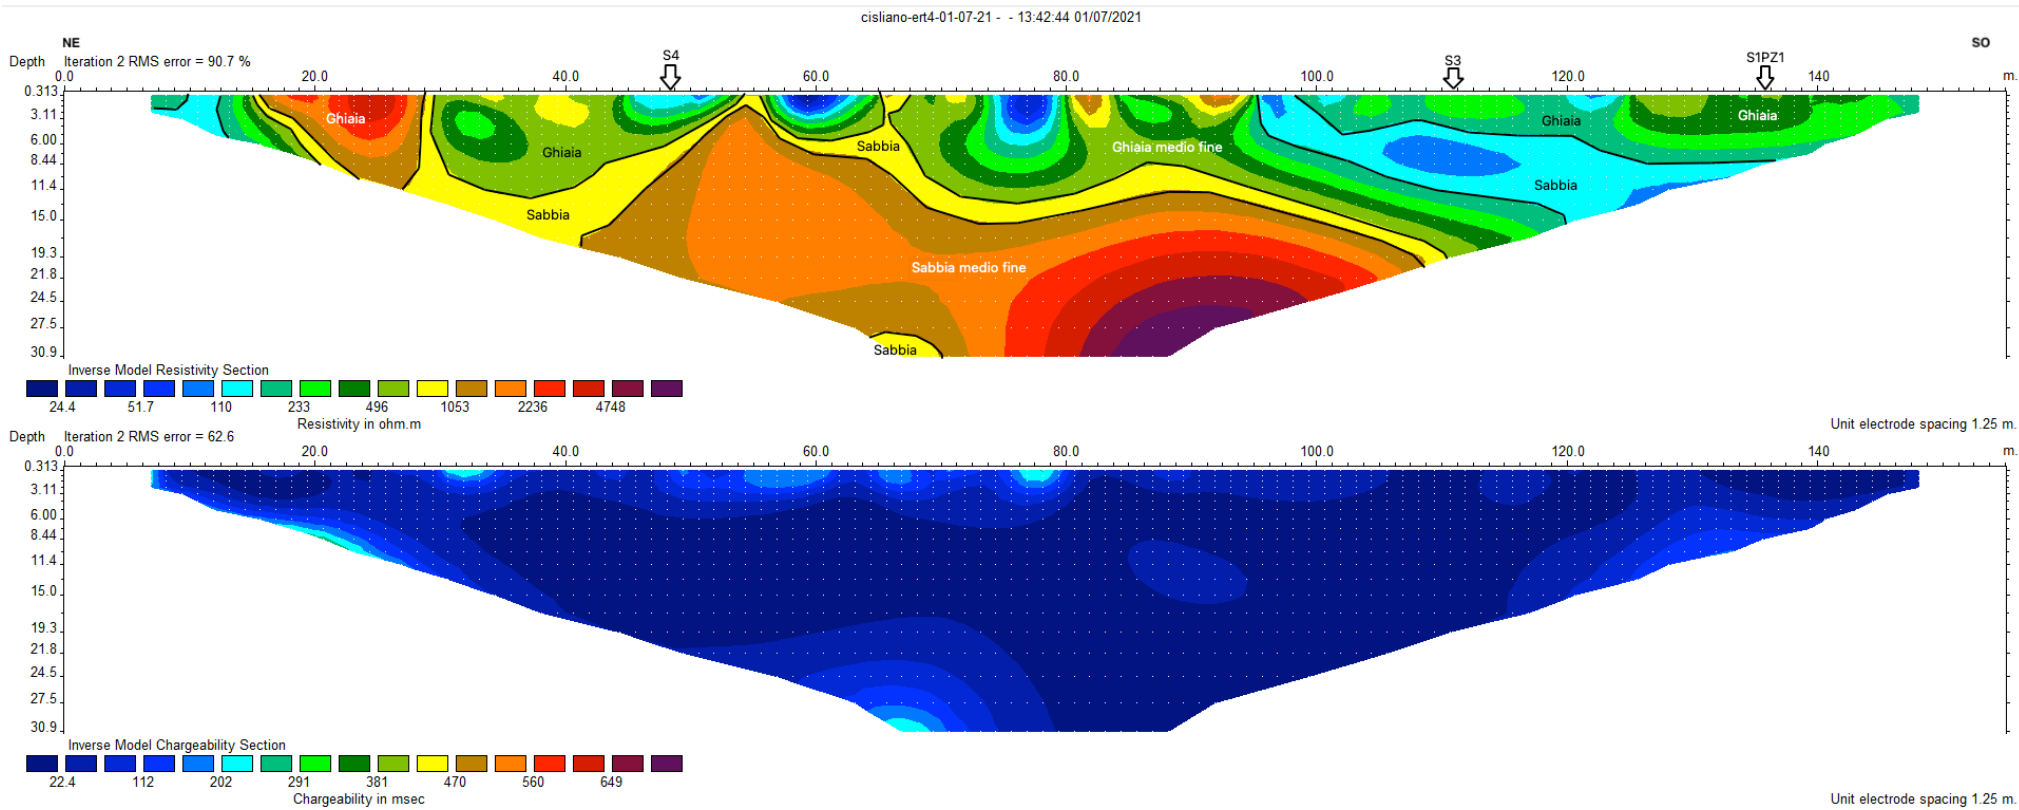 cisliano-ert4-01-07-21 - - 13:42:44 01/07/2021
NE
SO
Depth Iteration 2 RMS error = 90.7 %
S4
S3
S1PZ1
0.0 20.0 40.0 60.0 80.0 100.0 120.0 140 m.
0.313
3.11
6.00
8.44
11.4
15.0
19.3
21.8
24.5
27.5
30.9
Ghiaia
Ghiaia
Sabbia
Sabbia
Ghiaia medio fine
Ghiaia
Ghiaia
Sabbia
Sabbia medio fine
Sabbia
Inverse Model Resistivity Section
24.4 51.7 110 233 496 1053 2236 4748
Resistivity in ohm.m
Unit electrode spacing 1.25 m.
Depth Iteration 2 RMS error = 62.6
0.0 20.0 40.0 60.0 80.0 100.0 120.0 140 m.
0.313
3.11
6.00
8.44
11.4
15.0
19.3
21.8
24.5
27.5
30.9
Inverse Model Chargeability Section
22.4 112 202 291 381 470 560 649
Chargeability in msec
Unit electrode spacing 1.25 m.